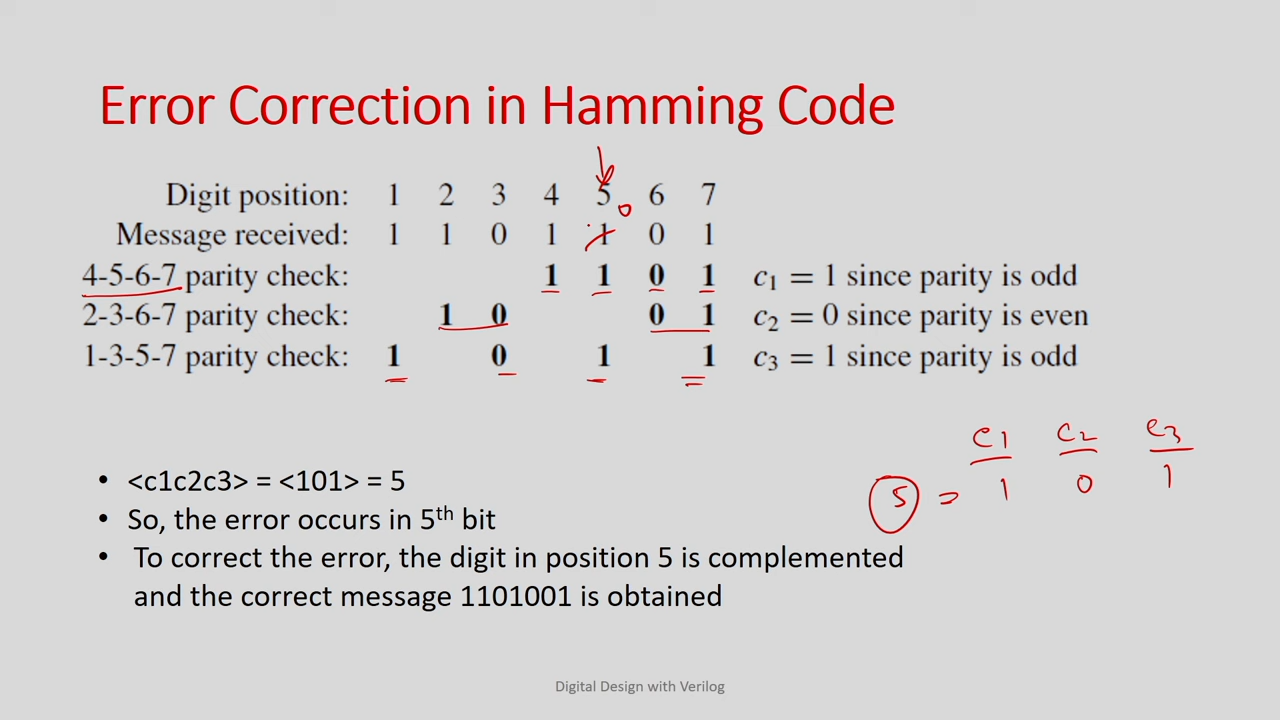 Error Correction in Hamming Code
Digit position: 1 2 3 4 5 6 7
0
Message received: 1 1 0 1 1 0 1
4-5-6-7 parity check: 1 1 0 1 c₁ = 1 since parity is odd
2-3-6-7 parity check: 1 0 0 1 c₂ = 0 since parity is even
1-3-5-7 parity check: 1 0 1 1 c₃ = 1 since parity is odd
c1 c2 c3
5 = 1 0 1
• <c1c2c3> = <101> = 5
• So, the error occurs in 5th bit
• To correct the error, the digit in position 5 is complemented
and the correct message 1101001 is obtained
Digital Design with Verilog